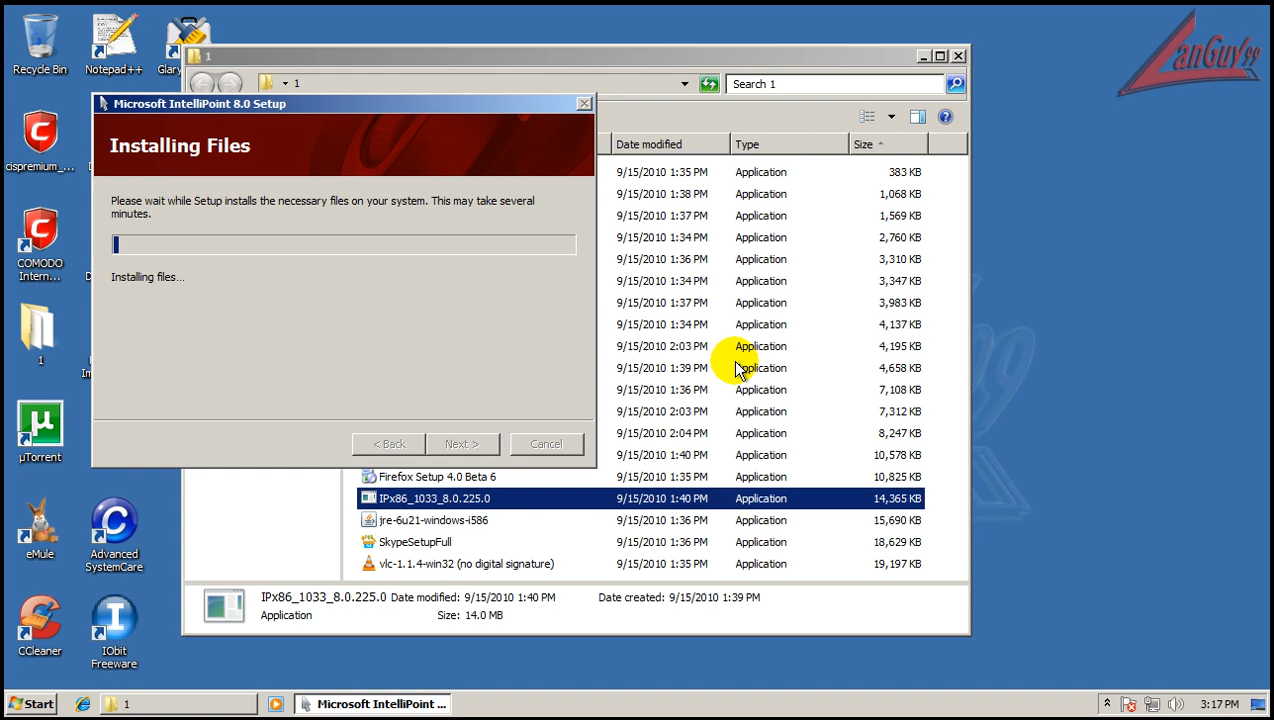 Recycle Bin
Notepad++
Glary
cispremium_...
COMODO
Intern...
1
µTorrent
eMule
Advanced
SystemCare
CCleaner
IObit
Freeware
LanGuy99
1
1
Search 1
Date modified
Type
Size
9/15/2010 1:35 PM Application 383 KB
9/15/2010 1:38 PM Application 1,068 KB
9/15/2010 1:37 PM Application 1,569 KB
9/15/2010 1:34 PM Application 2,760 KB
9/15/2010 1:36 PM Application 3,310 KB
9/15/2010 1:34 PM Application 3,347 KB
9/15/2010 1:37 PM Application 3,983 KB
9/15/2010 1:34 PM Application 4,137 KB
9/15/2010 2:03 PM Application 4,195 KB
9/15/2010 1:39 PM Application 4,658 KB
9/15/2010 1:36 PM Application 7,108 KB
9/15/2010 2:03 PM Application 7,312 KB
9/15/2010 2:04 PM Application 8,247 KB
9/15/2010 1:40 PM Application 10,578 KB
Firefox Setup 4.0 Beta 6 9/15/2010 1:35 PM Application 10,825 KB
IPx86_1033_8.0.225.0 9/15/2010 1:40 PM Application 14,365 KB
jre-6u21-windows-i586 9/15/2010 1:36 PM Application 15,690 KB
SkypeSetupFull 9/15/2010 1:36 PM Application 18,629 KB
vlc-1.1.4-win32 (no digital signature) 9/15/2010 1:35 PM Application 19,197 KB
IPx86_1033_8.0.225.0 Date modified: 9/15/2010 1:40 PM Date created: 9/15/2010 1:39 PM
Application Size: 14.0 MB
Microsoft IntelliPoint 8.0 Setup
Installing Files
Please wait while Setup installs the necessary files on your system. This may take several
minutes.
Installing files...
< Back
Next >
Cancel
Start
1
Microsoft IntelliPoint ...
3:17 PM